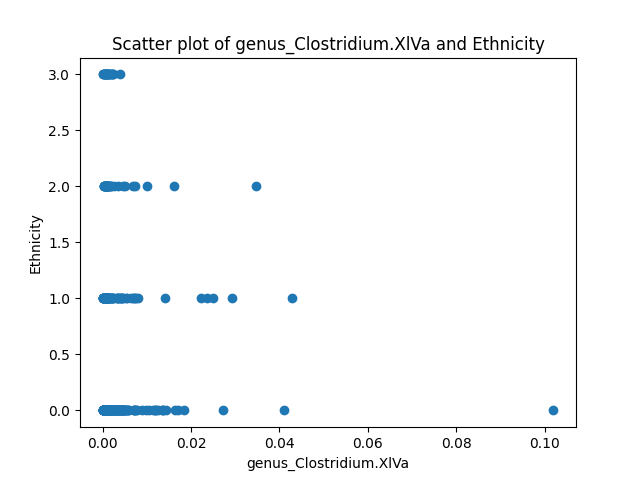 Scatter plot of genus_Clostridium.XlVa and Ethnicity
3.0
2.5
2.0
1.5
1.0
0.5
0.0
Ethnicity
0.00 0.02 0.04 0.06 0.08 0.10
genus_Clostridium.XlVa